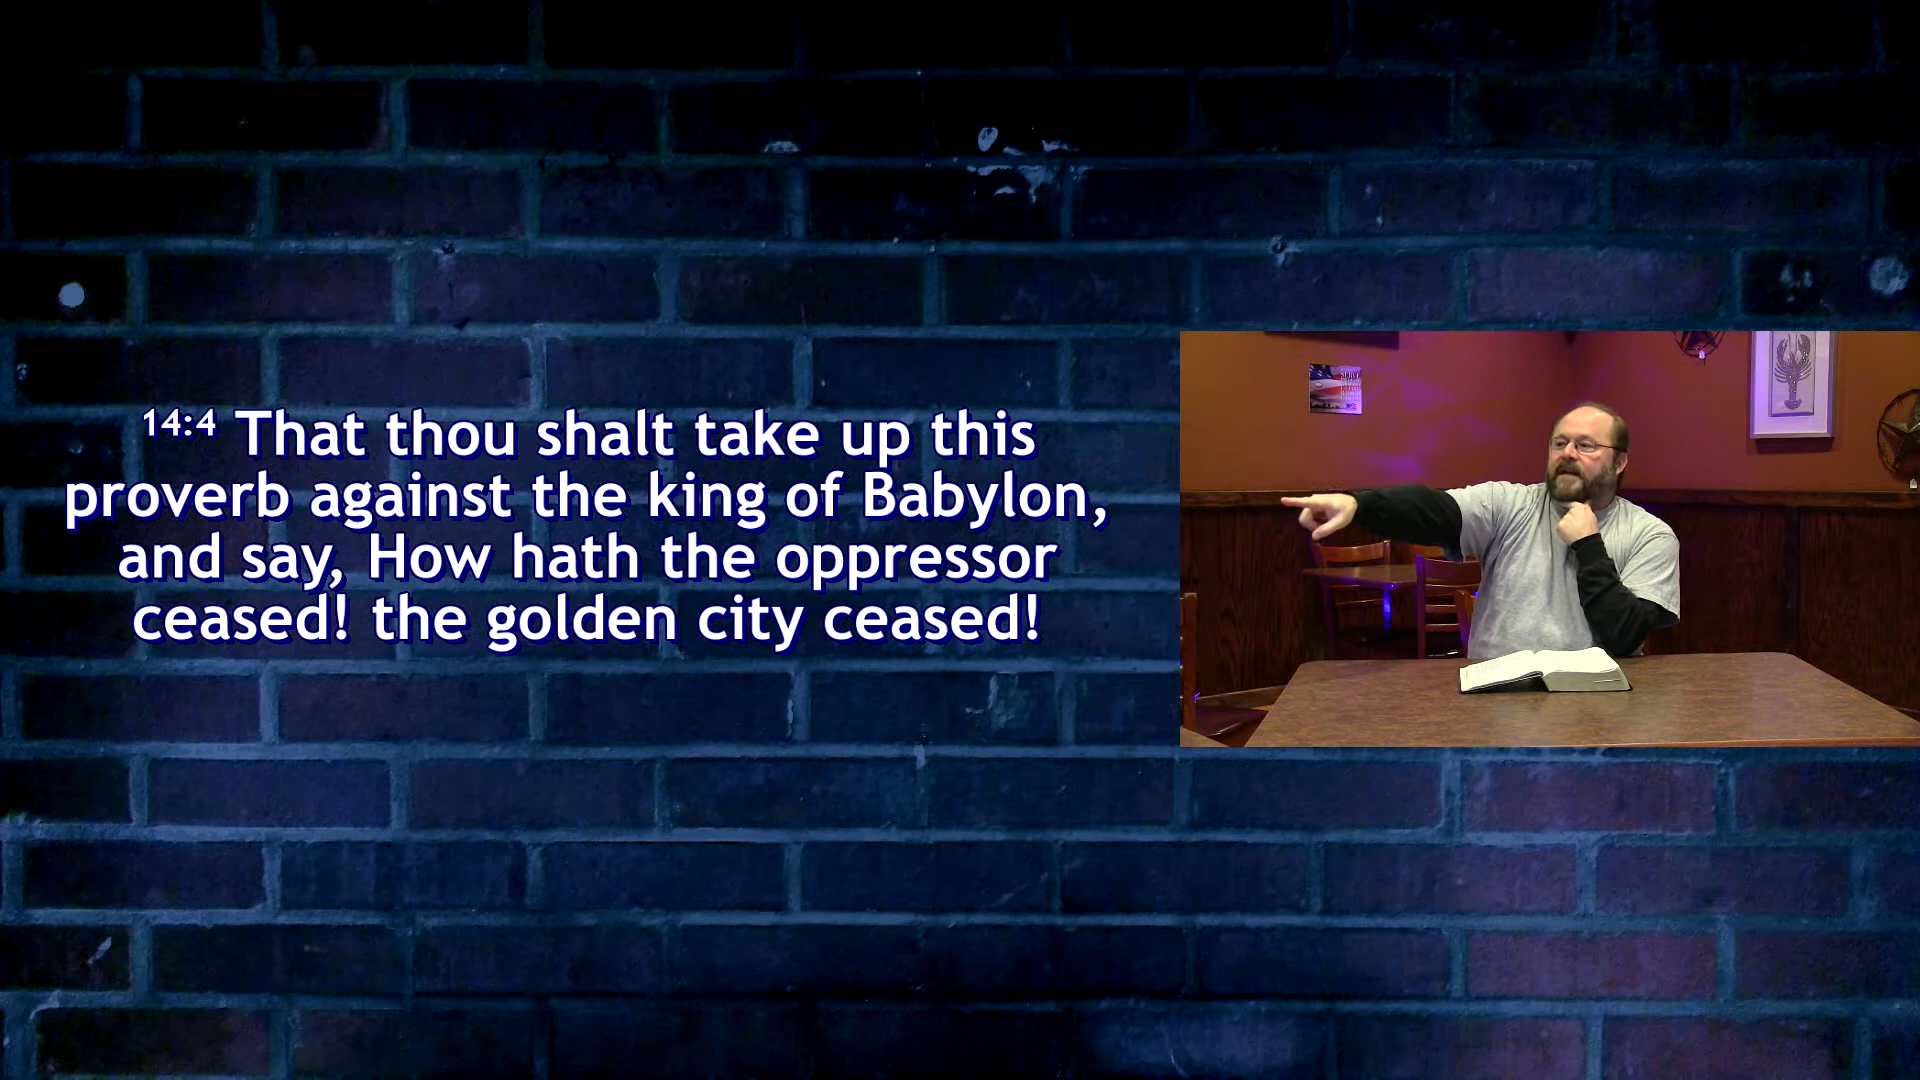 14:4 That thou shalt take up this
proverb against the king of Babylon,
and say, How hath the oppressor
ceased! the golden city ceased!